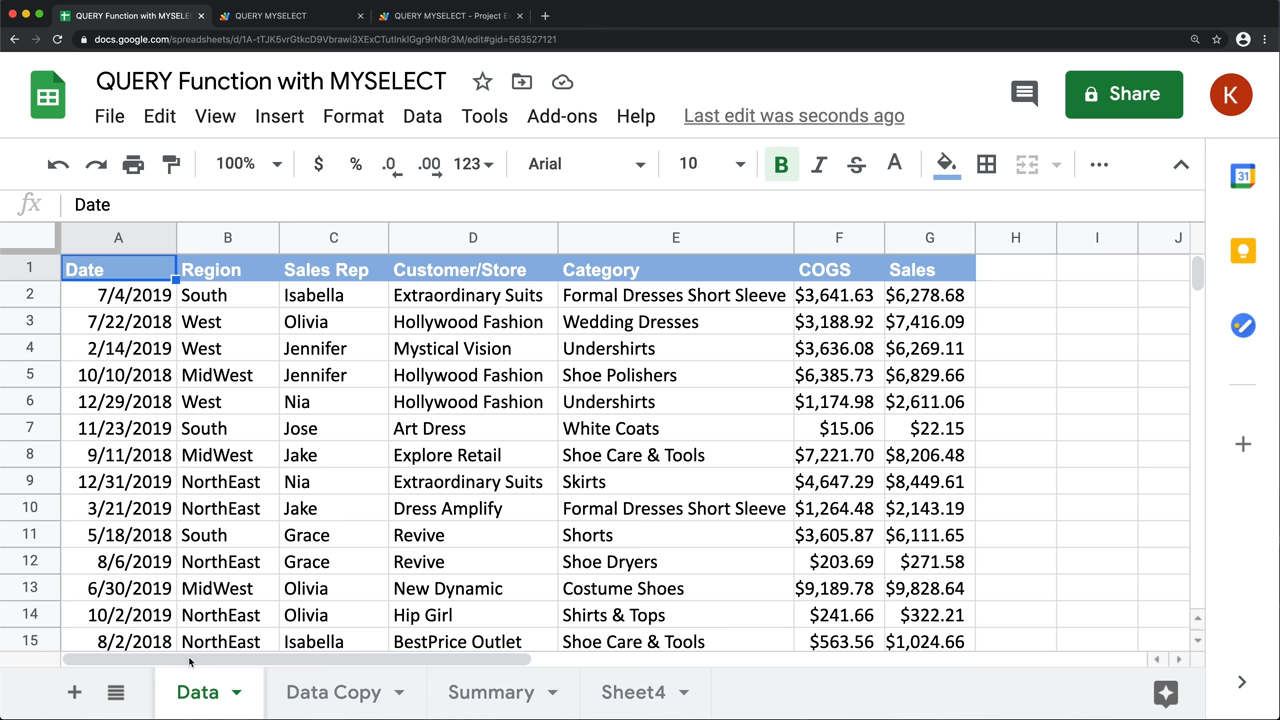 QUERY Function with MYSELE
QUERY MYSELECT
QUERY MYSELECT - Project E
docs.google.com/spreadsheets/d/1A-tTJK5vrGtkcD9Vbrawi3XExCTutInklGgr9rN8r3M/edit#gid=563527121
QUERY Function with MYSELECT
Share
K
File Edit View Insert Format Data Tools Add-ons Help Last edit was seconds ago
100% $ % .0 .00 123 Arial 10 B I S A
31
fx Date
A B C D E F G H I J
1 Date Region Sales Rep Customer/Store Category COGS Sales
2 7/4/2019 South Isabella Extraordinary Suits Formal Dresses Short Sleeve $3,641.63 $6,278.68
3 7/22/2018 West Olivia Hollywood Fashion Wedding Dresses $3,188.92 $7,416.09
4 2/14/2019 West Jennifer Mystical Vision Undershirts $3,636.08 $6,269.11
5 10/10/2018 MidWest Jennifer Hollywood Fashion Shoe Polishers $6,385.73 $6,829.66
6 12/29/2018 West Nia Hollywood Fashion Undershirts $1,174.98 $2,611.06
7 11/23/2019 South Jose Art Dress White Coats $15.06 $22.15
8 9/11/2018 MidWest Jake Explore Retail Shoe Care & Tools $7,221.70 $8,206.48
9 12/31/2019 NorthEast Nia Extraordinary Suits Skirts $4,647.29 $8,449.61
10 3/21/2019 NorthEast Jake Dress Amplify Formal Dresses Short Sleeve $1,264.48 $2,143.19
11 5/18/2018 South Grace Revive Shorts $3,605.87 $6,111.65
12 8/6/2019 NorthEast Grace Revive Shoe Dryers $203.69 $271.58
13 6/30/2019 MidWest Olivia New Dynamic Costume Shoes $9,189.78 $9,828.64
14 10/2/2019 NorthEast Olivia Hip Girl Shirts & Tops $241.66 $322.21
15 8/2/2018 NorthEast Isabella BestPrice Outlet Shoe Care & Tools $563.56 $1,024.66
Data Data Copy Summary Sheet4